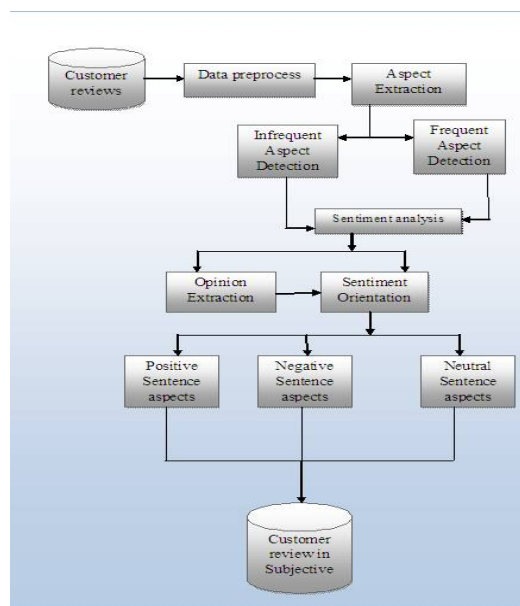 Customer
reviews
Data preprocess
Aspect
Extraction
Infrequent
Aspect
Detection
Frequent
Aspect
Detection
Sentiment analysis
Opinion
Extraction
Sentiment
Orientation
Positive
Sentence
aspects
Negative
Sentence
aspects
Neutral
Sentence
aspects
Customer
review in
Subjective